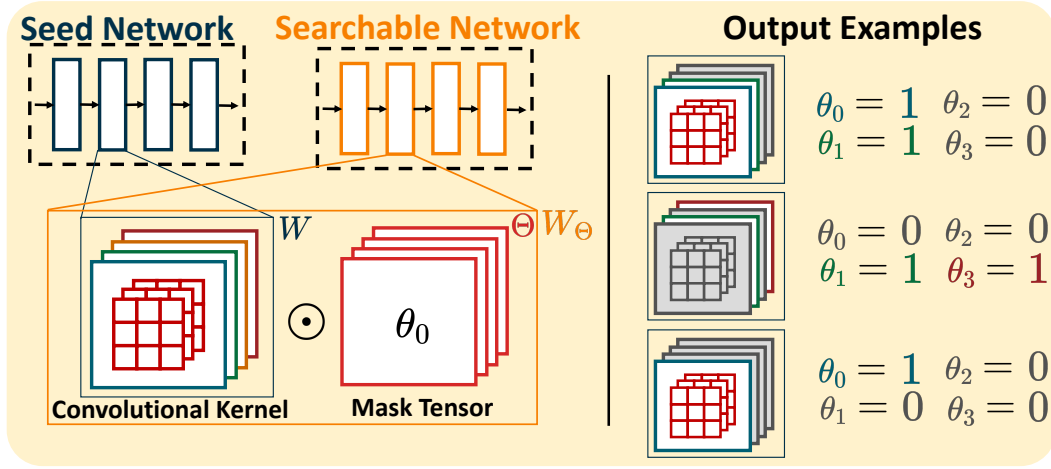 Seed Network
Searchable Network
Output Examples
W
Θ W_Θ
θ_0
Convolutional Kernel
Mask Tensor
θ_0 = 1 θ_2 = 0
θ_1 = 1 θ_3 = 0
θ_0 = 0 θ_2 = 0
θ_1 = 1 θ_3 = 1
θ_0 = 1 θ_2 = 0
θ_1 = 0 θ_3 = 0